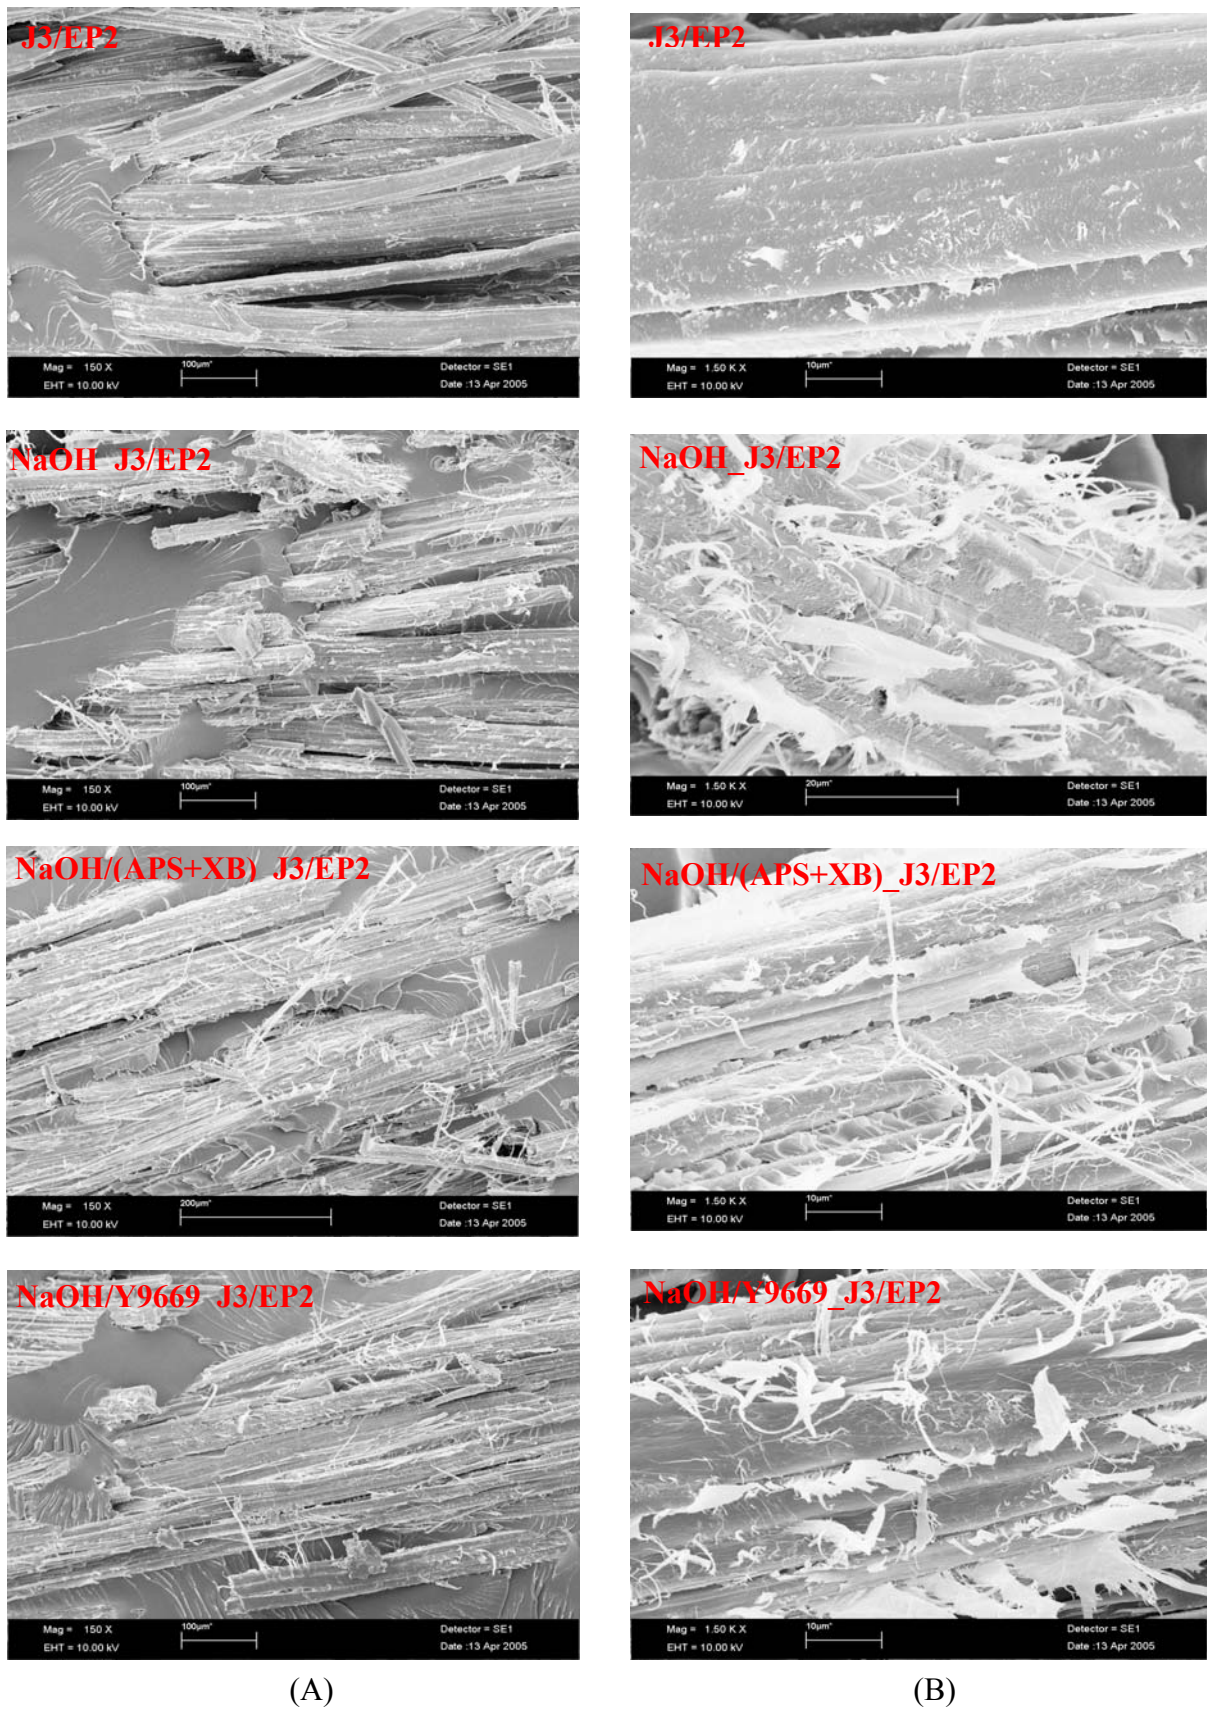 J3/EP2
Mag = 150 X
100µm*
Detector = SE1
EHT = 10.00 kV
Date :13 Apr 2005
J3/EP2
Mag = 1.50 K X
10µm*
Detector = SE1
EHT = 10.00 kV
Date :13 Apr 2005
NaOH_J3/EP2
Mag = 150 X
100µm*
Detector = SE1
EHT = 10.00 kV
Date :13 Apr 2005
NaOH_J3/EP2
Mag = 1.50 K X
20µm*
Detector = SE1
EHT = 10.00 kV
Date :13 Apr 2005
NaOH/(APS+XB)_J3/EP2
Mag = 150 X
200µm*
Detector = SE1
EHT = 10.00 kV
Date :13 Apr 2005
NaOH/(APS+XB)_J3/EP2
Mag = 1.50 K X
10µm*
Detector = SE1
EHT = 10.00 kV
Date :13 Apr 2005
NaOH/Y9669_J3/EP2
Mag = 150 X
100µm*
Detector = SE1
EHT = 10.00 kV
Date :13 Apr 2005
NaOH/Y9669_J3/EP2
Mag = 1.50 K X
10µm*
Detector = SE1
EHT = 10.00 kV
Date :13 Apr 2005
(A)
(B)